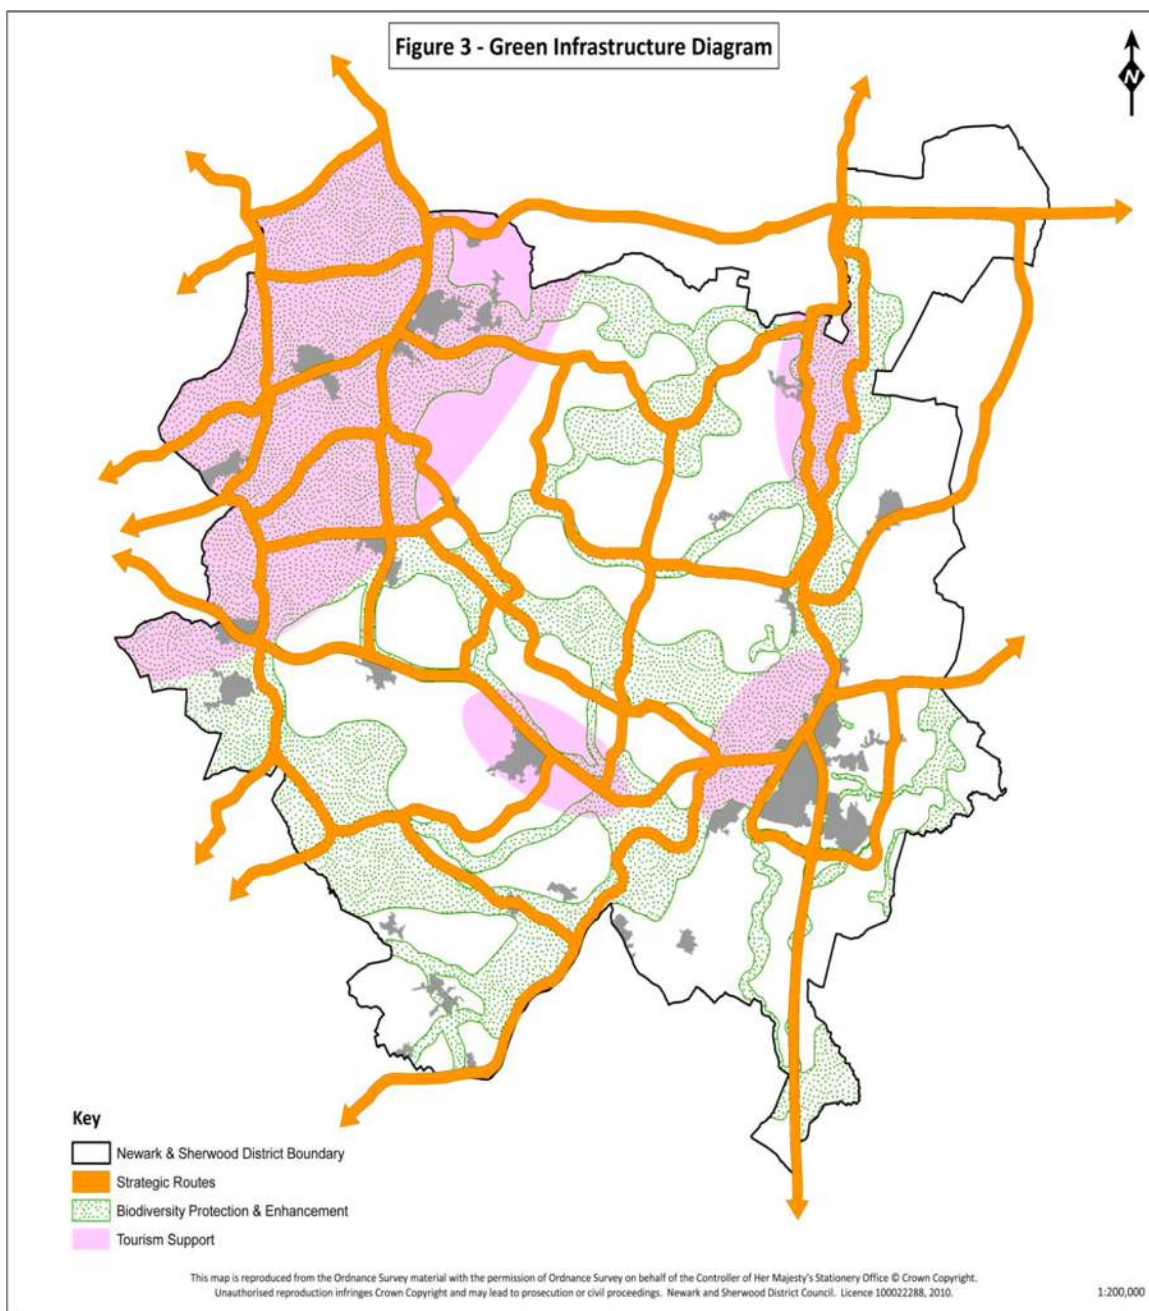 Figure 3 - Green Infrastructure Diagram
N
Key
Newark & Sherwood District Boundary
Strategic Routes
Biodiversity Protection & Enhancement
Tourism Support
This map is reproduced from the Ordnance Survey material with the permission of Ordnance Survey on behalf of the Controller of Her Majesty's Stationery Office © Crown Copyright.
Unauthorised reproduction infringes Crown Copyright and may lead to prosecution or civil proceedings. Newark and Sherwood District Council. Licence 100022288, 2010.
1:200,000